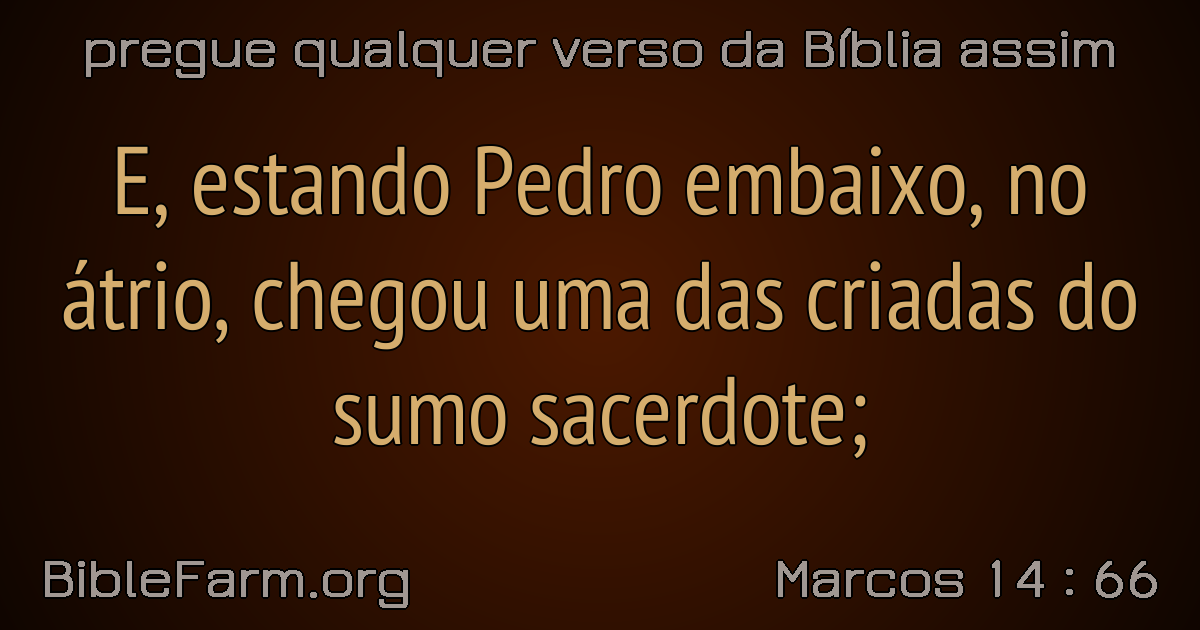 pregue qualquer verso da Bíblia assim
E, estando Pedro embaixo, no
átrio, chegou uma das criadas do
sumo sacerdote;
BibleFarm.org
Marcos 14 : 66